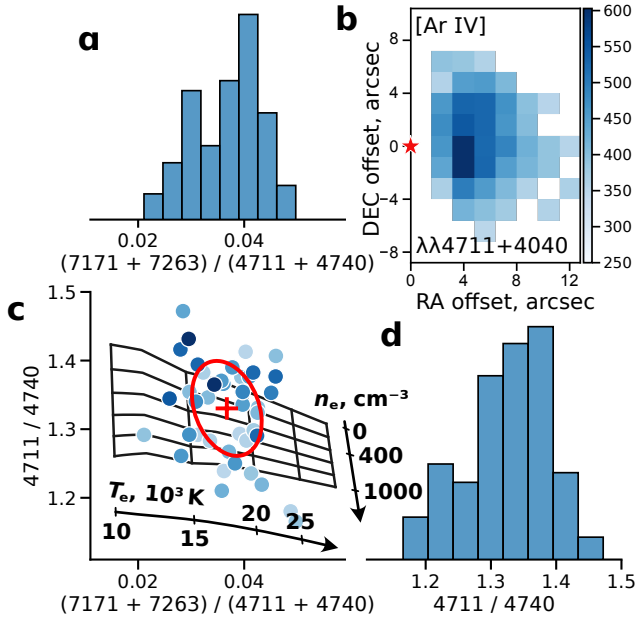 a
0.02 0.04
(7171 + 7263) / (4711 + 4740)
b
[Ar IV]
λλ4711+4040
8
4
0
−4
−8
DEC offset, arcsec
0 4 8 12
RA offset, arcsec
600
550
500
450
400
350
300
250
c
1.5
1.4
1.3
1.2
4711 / 4740
nₑ, cm⁻³
0
400
1000
Tₑ, 10³ K
10 15 20 25
0.02 0.04
(7171 + 7263) / (4711 + 4740)
d
1.2 1.3 1.4 1.5
4711 / 4740